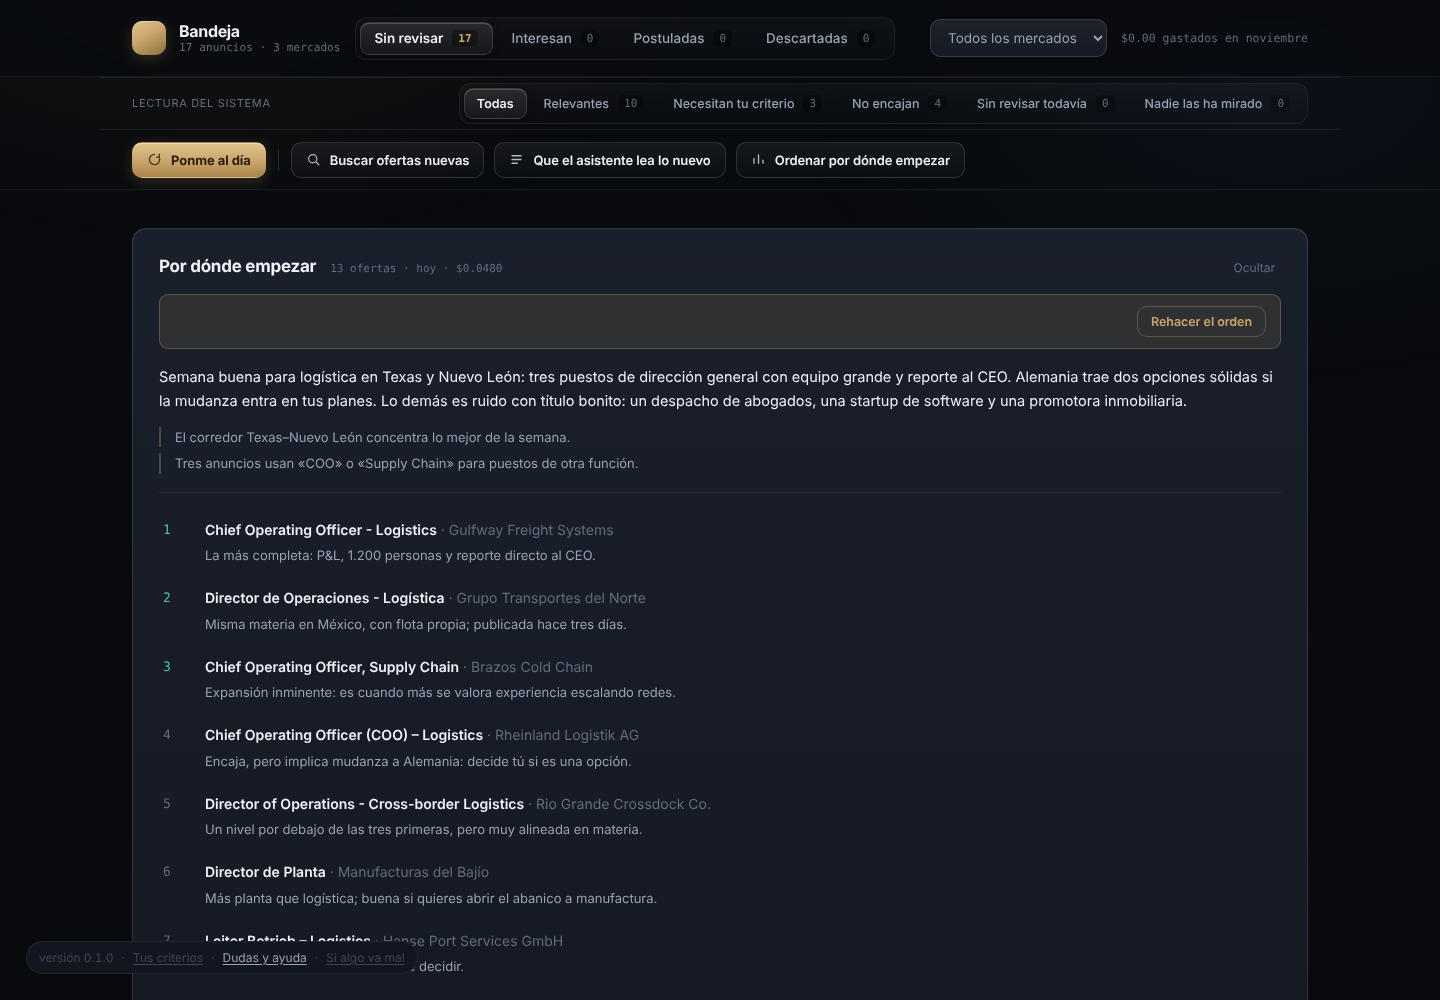 Bandeja
17 anuncios · 3 mercados
Sin revisar 17
Interesan 0
Postuladas 0
Descartadas 0
Todos los mercados
$0.00 gastados en noviembre
LECTURA DEL SISTEMA
Todas
Relevantes 10
Necesitan tu criterio 3
No encajan 4
Sin revisar todavía 0
Nadie las ha mirado 0
Ponme al día
Buscar ofertas nuevas
Que el asistente lea lo nuevo
Ordenar por dónde empezar
Por dónde empezar 13 ofertas · hoy · $0.0480
Ocultar
Rehacer el orden
Semana buena para logística en Texas y Nuevo León: tres puestos de dirección general con equipo grande y reporte al CEO. Alemania trae dos opciones sólidas si
la mudanza entra en tus planes. Lo demás es ruido con título bonito: un despacho de abogados, una startup de software y una promotora inmobiliaria.
El corredor Texas–Nuevo León concentra lo mejor de la semana.
Tres anuncios usan «COO» o «Supply Chain» para puestos de otra función.
1 Chief Operating Officer - Logistics · Gulfway Freight Systems
La más completa: P&L, 1.200 personas y reporte directo al CEO.
2 Director de Operaciones - Logística · Grupo Transportes del Norte
Misma materia en México, con flota propia; publicada hace tres días.
3 Chief Operating Officer, Supply Chain · Brazos Cold Chain
Expansión inminente: es cuando más se valora experiencia escalando redes.
4 Chief Operating Officer (COO) – Logistics · Rheinland Logistik AG
Encaja, pero implica mudanza a Alemania: decide tú si es una opción.
5 Director of Operations - Cross-border Logistics · Rio Grande Crossdock Co.
Un nivel por debajo de las tres primeras, pero muy alineada en materia.
6 Director de Planta · Manufacturas del Bajío
Más planta que logística; buena si quieres abrir el abanico a manufactura.
7 Leiter Betrieb – Logistics · Hanse Port Services GmbH
decidir.
versión 0.1.0 · Tus criterios · Dudas y ayuda · Si algo va mal